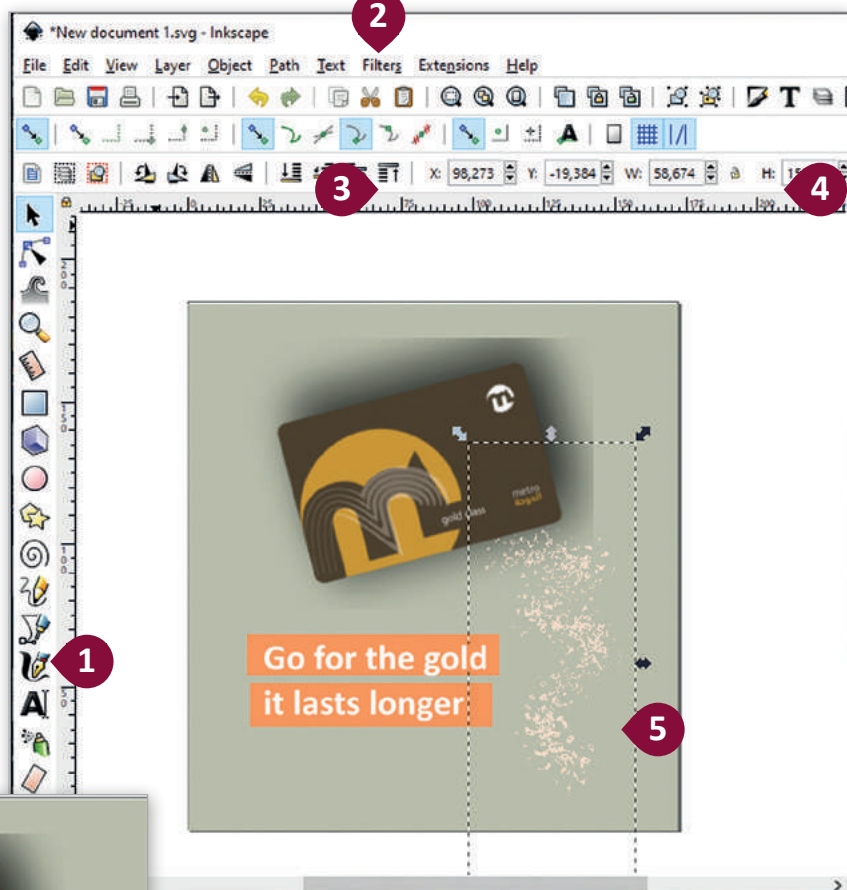 2
*New document 1.svg - Inkscape
File Edit View Layer Object Path Text Filters Extensions Help
3
X: 98,273 Y: -19,384 W: 58,674 H: 15
4
gold class
metro
1
Go for the gold
it lasts longer
5